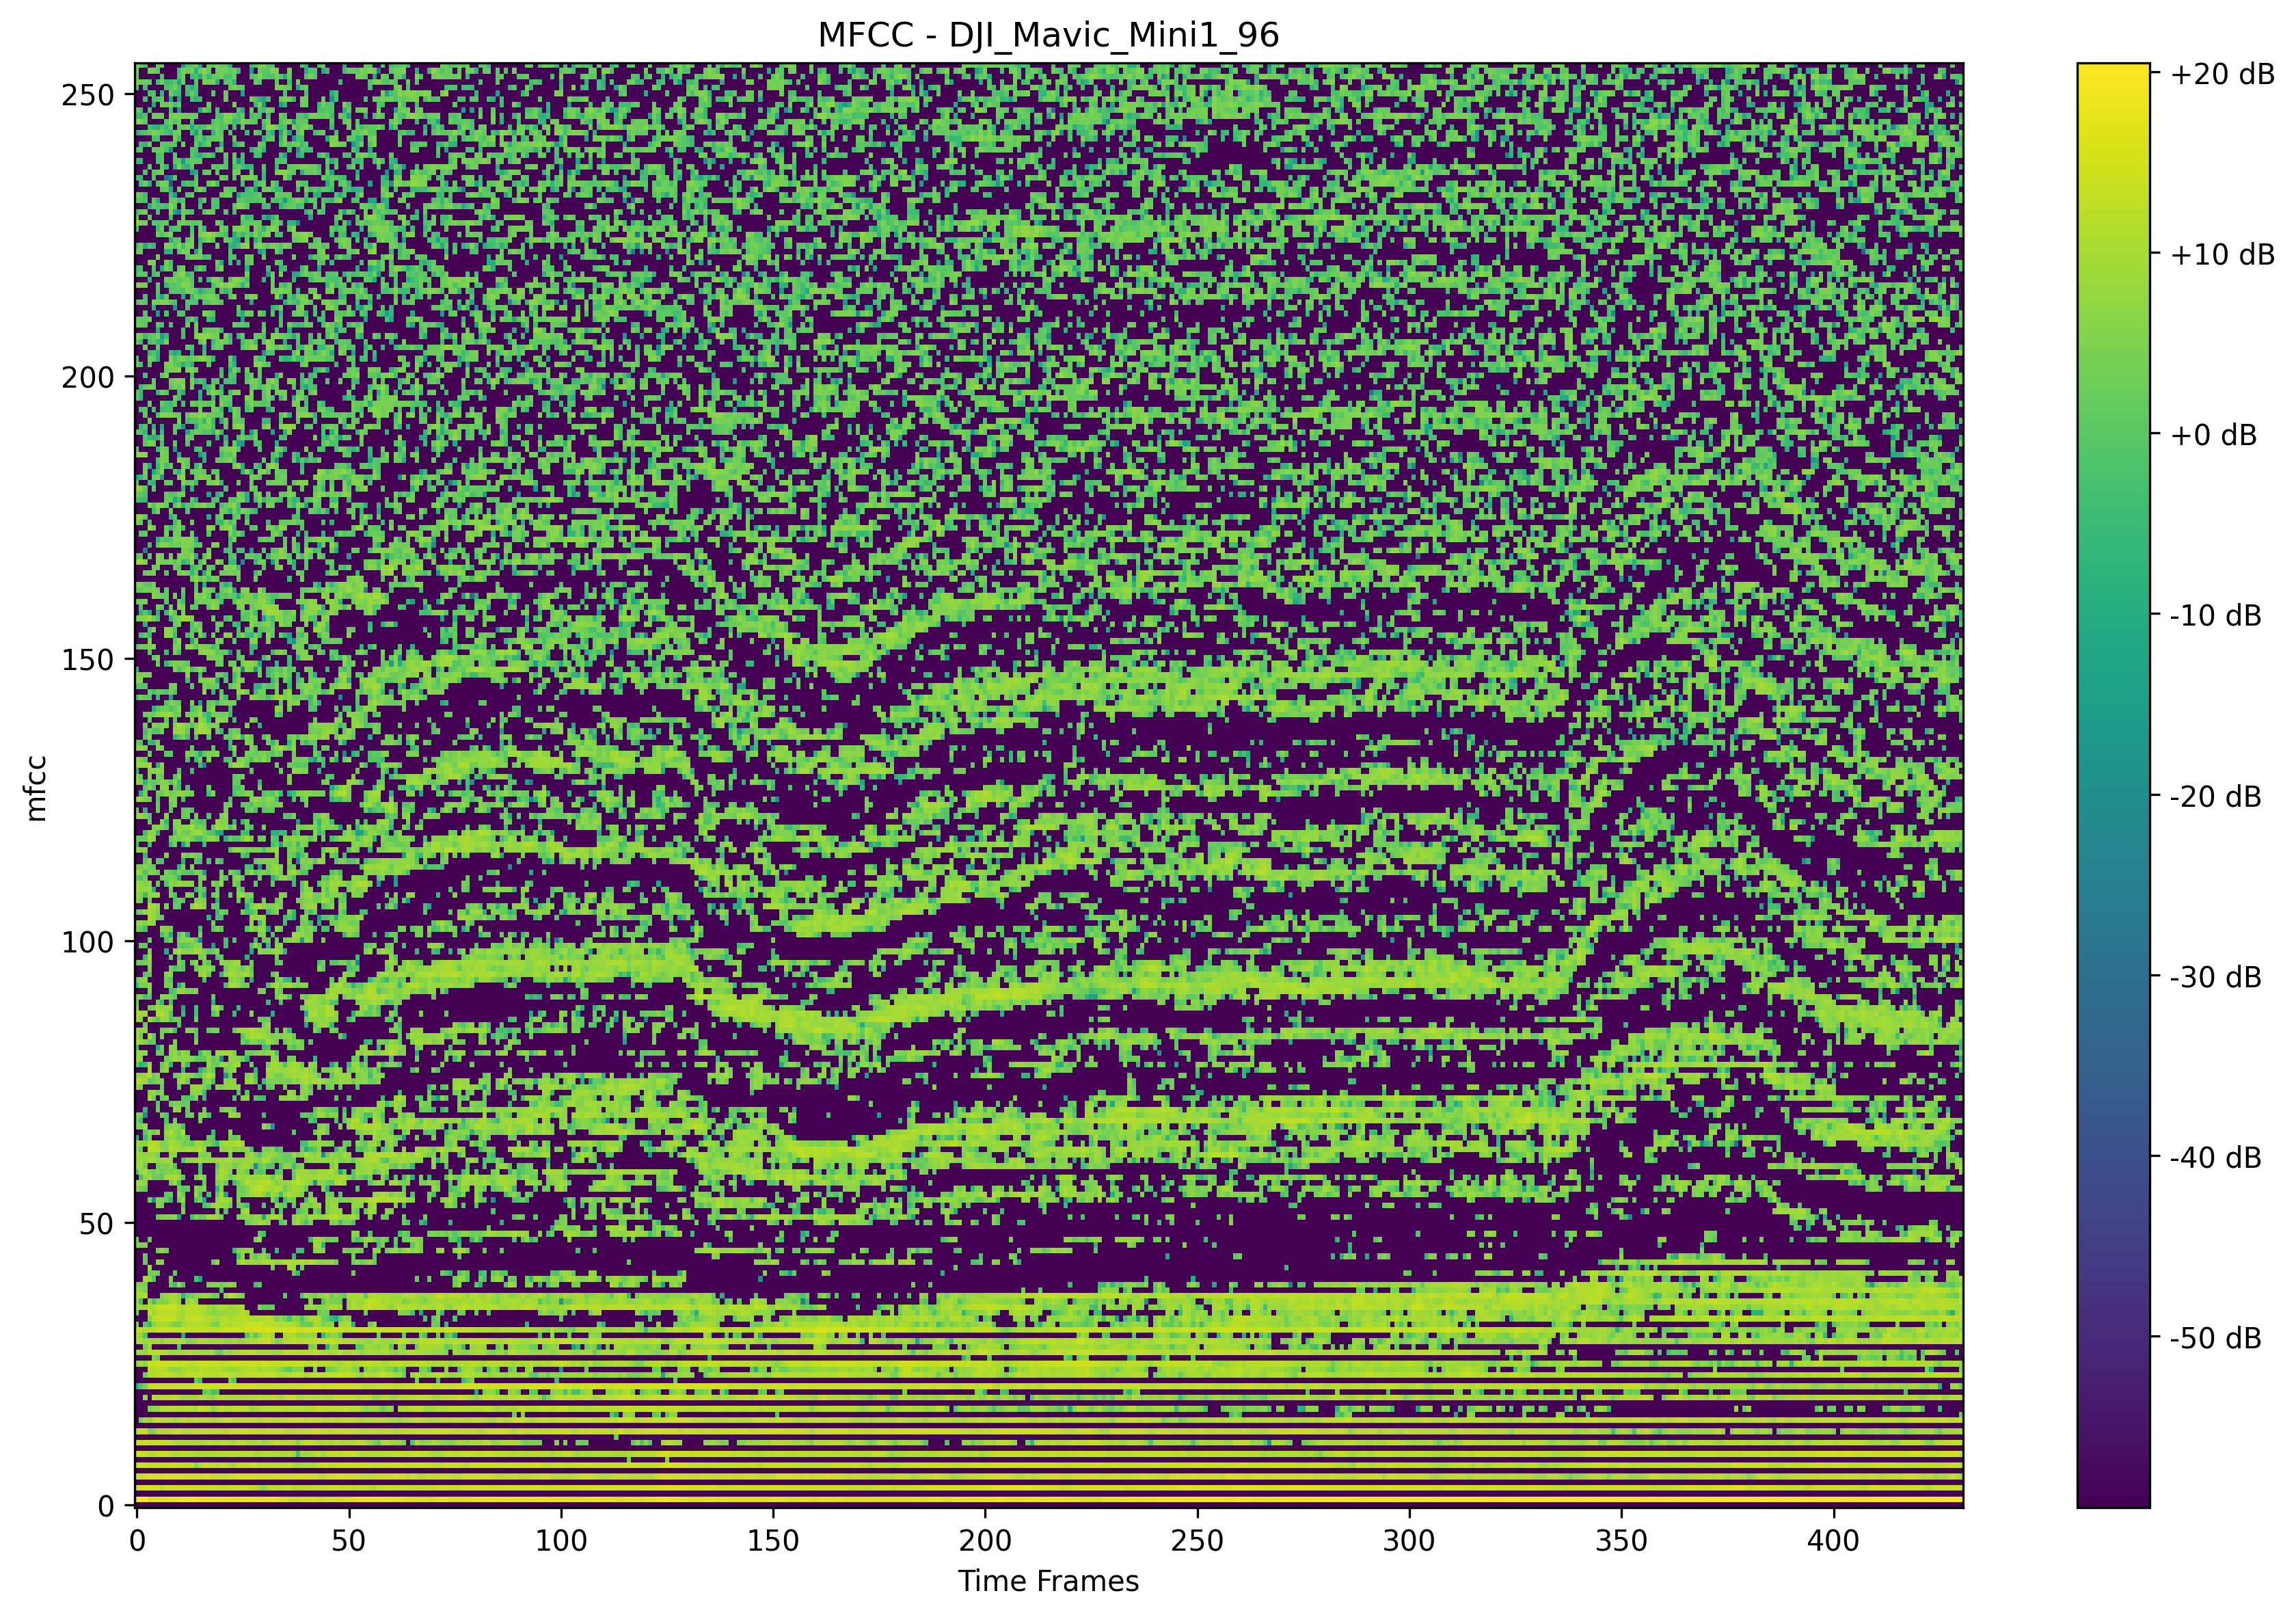 MFCC - DJI_Mavic_Mini1_96
250
200
150
100
50
0
mfcc
0
50
100
150
200
250
300
350
400
Time Frames
+20 dB
+10 dB
+0 dB
-10 dB
-20 dB
-30 dB
-40 dB
-50 dB